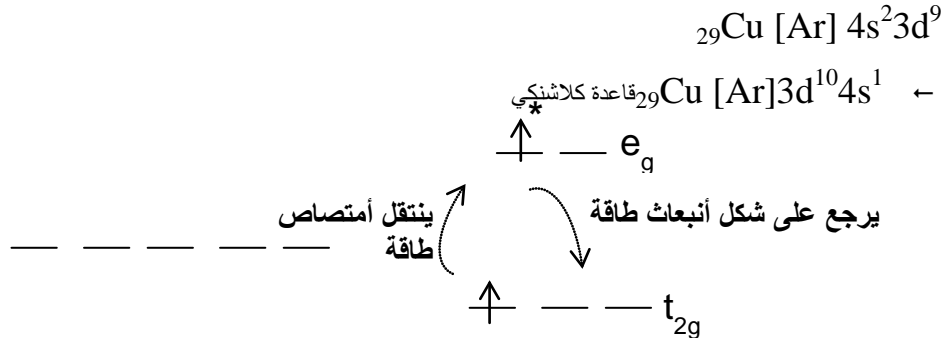 ₂₉Cu [Ar] 4s²3d⁹
← ₂₉Cu [Ar]3d¹⁰4s¹ قاعدة كلاشنكي
*
e_g
يرجع على شكل أنبعاث طاقة
ينتقل أمتصاص
طاقة
t_2g